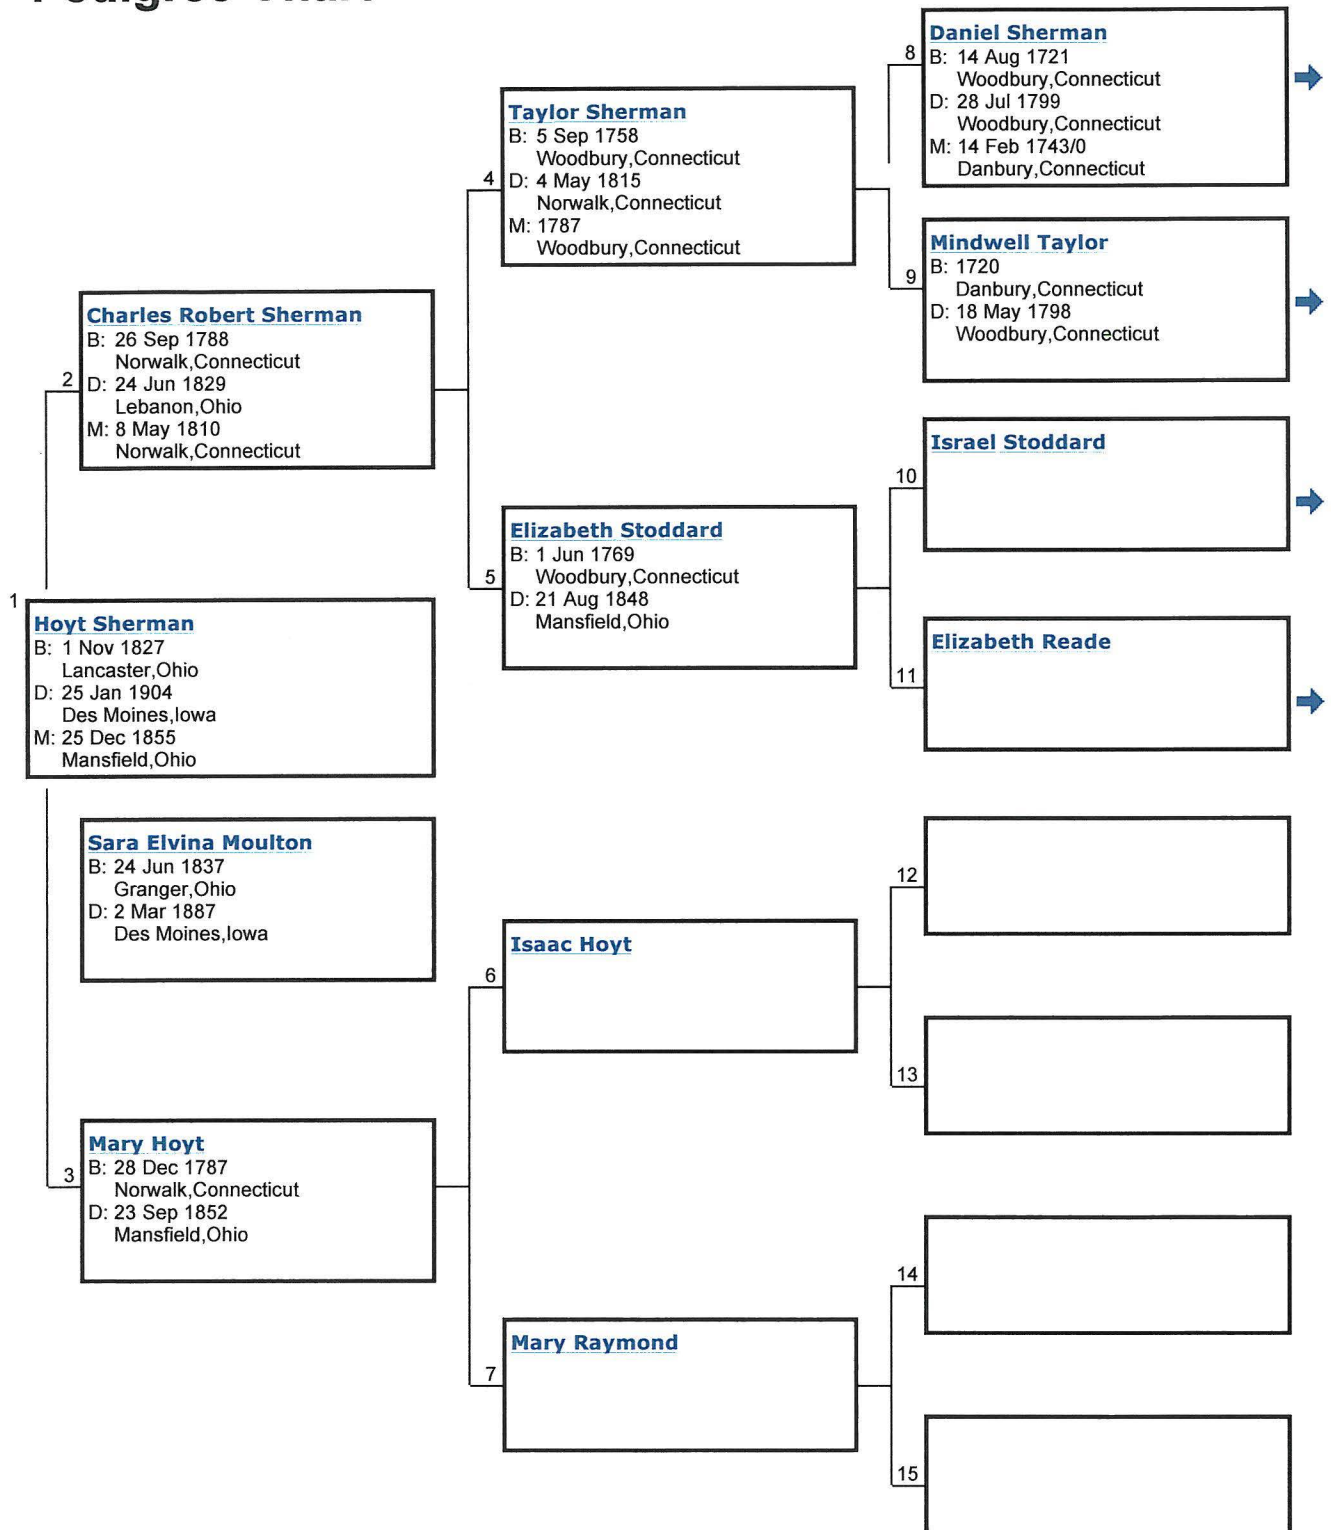 8
Daniel Sherman
B: 14 Aug 1721
Woodbury,Connecticut
D: 28 Jul 1799
Woodbury,Connecticut
M: 14 Feb 1743/0
Danbury,Connecticut
4
Taylor Sherman
B: 5 Sep 1758
Woodbury,Connecticut
D: 4 May 1815
Norwalk,Connecticut
M: 1787
Woodbury,Connecticut
9
Mindwell Taylor
B: 1720
Danbury,Connecticut
D: 18 May 1798
Woodbury,Connecticut
2
Charles Robert Sherman
B: 26 Sep 1788
Norwalk,Connecticut
D: 24 Jun 1829
Lebanon,Ohio
M: 8 May 1810
Norwalk,Connecticut
10
Israel Stoddard
5
Elizabeth Stoddard
B: 1 Jun 1769
Woodbury,Connecticut
D: 21 Aug 1848
Mansfield,Ohio
11
Elizabeth Reade
1
Hoyt Sherman
B: 1 Nov 1827
Lancaster,Ohio
D: 25 Jan 1904
Des Moines,Iowa
M: 25 Dec 1855
Mansfield,Ohio
Sara Elvina Moulton
B: 24 Jun 1837
Granger,Ohio
D: 2 Mar 1887
Des Moines,Iowa
12
6
Isaac Hoyt
13
3
Mary Hoyt
B: 28 Dec 1787
Norwalk,Connecticut
D: 23 Sep 1852
Mansfield,Ohio
14
7
Mary Raymond
15